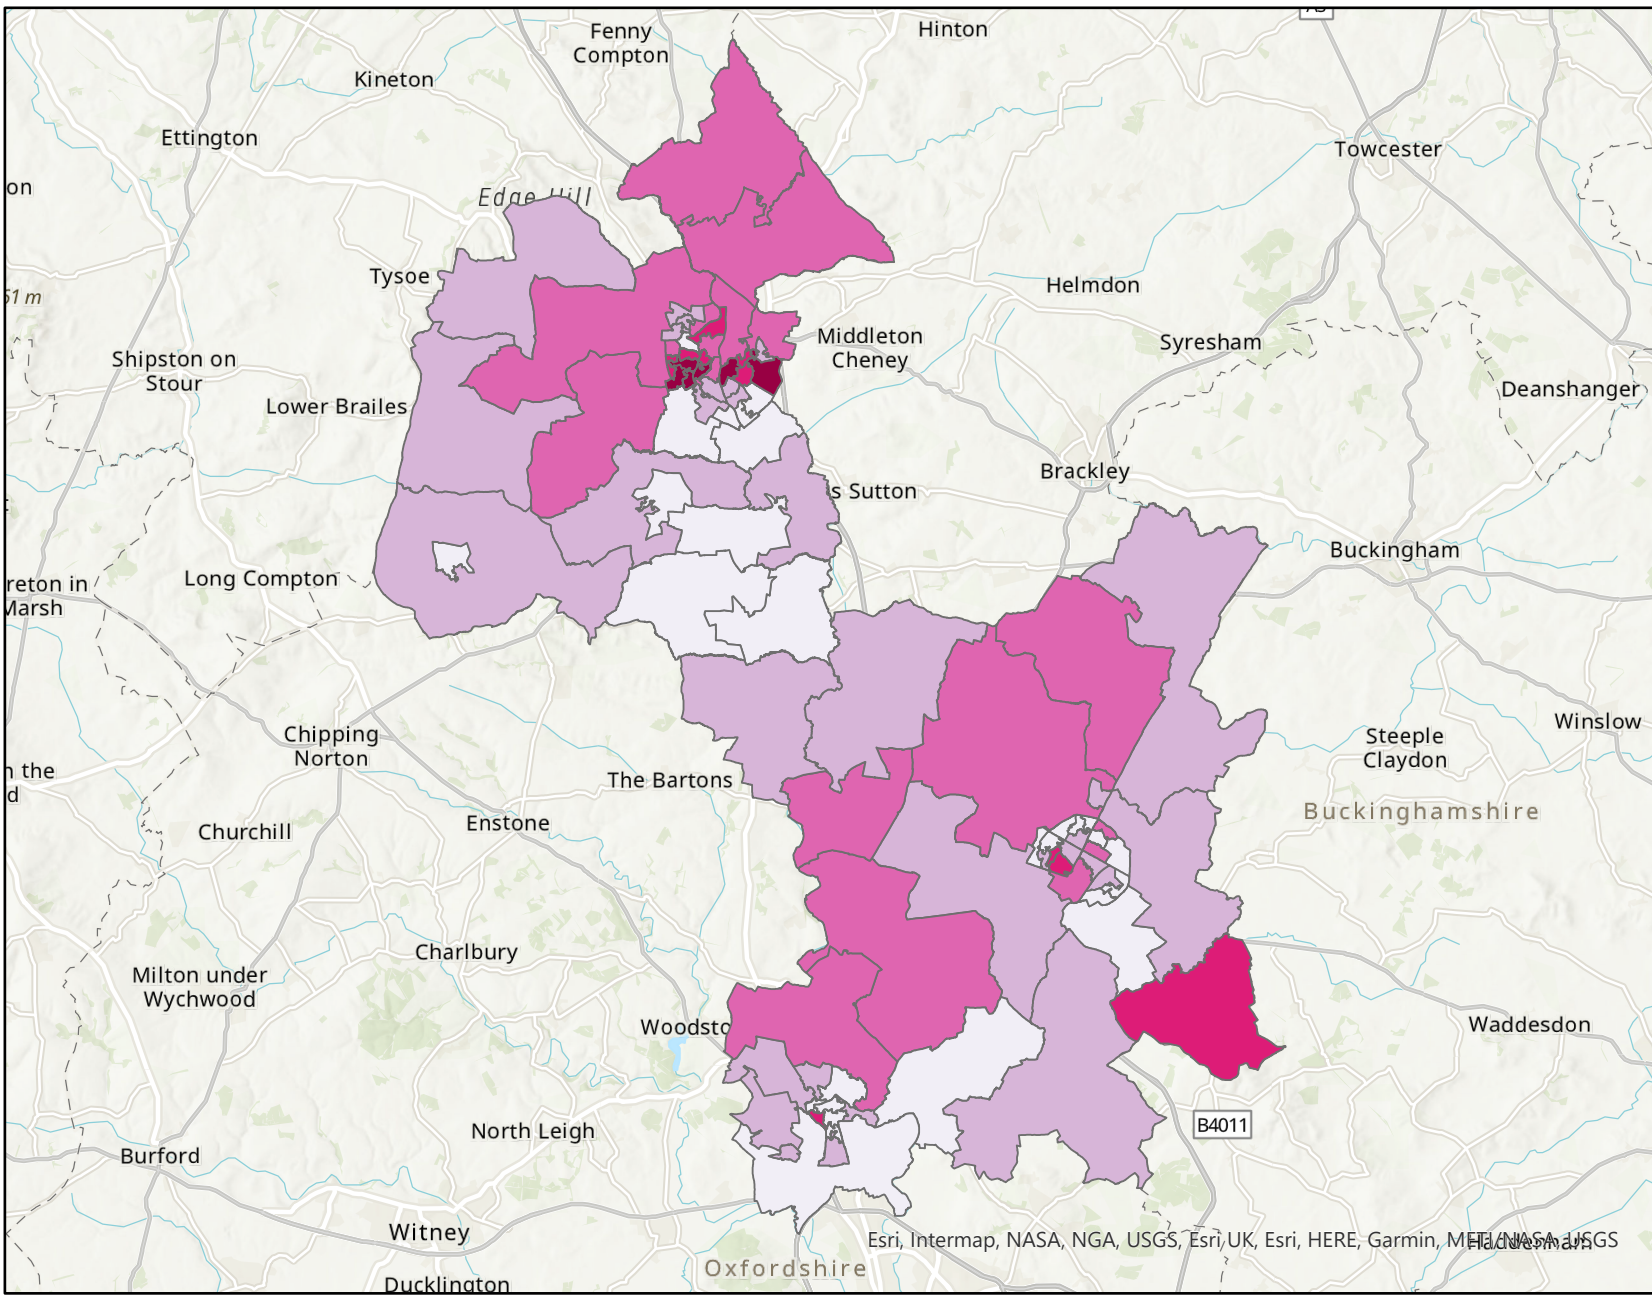 A5
Fenny
Compton
Hinton
Kineton
Ettington
Towcester
on
Edge Hill
Tysoe
51 m
Helmdon
Middleton
Cheney
Syresham
Shipston on
Stour
Deanshanger
Lower Brailes
Brackley
s Sutton
Buckingham
Long Compton
reton in
Marsh
Winslow
Chipping
Norton
Steeple
Claydon
n the
d
The Bartons
Buckinghamshire
Churchill
Enstone
Charlbury
Milton under
Wychwood
Woodsto
Waddesdon
B4011
North Leigh
Burford
Witney
Esri, Intermap, NASA, NGA, USGS, Esri UK, Esri, HERE, Garmin, METI/NASA, USGS
Haddenham
Oxfordshire
Ducklington